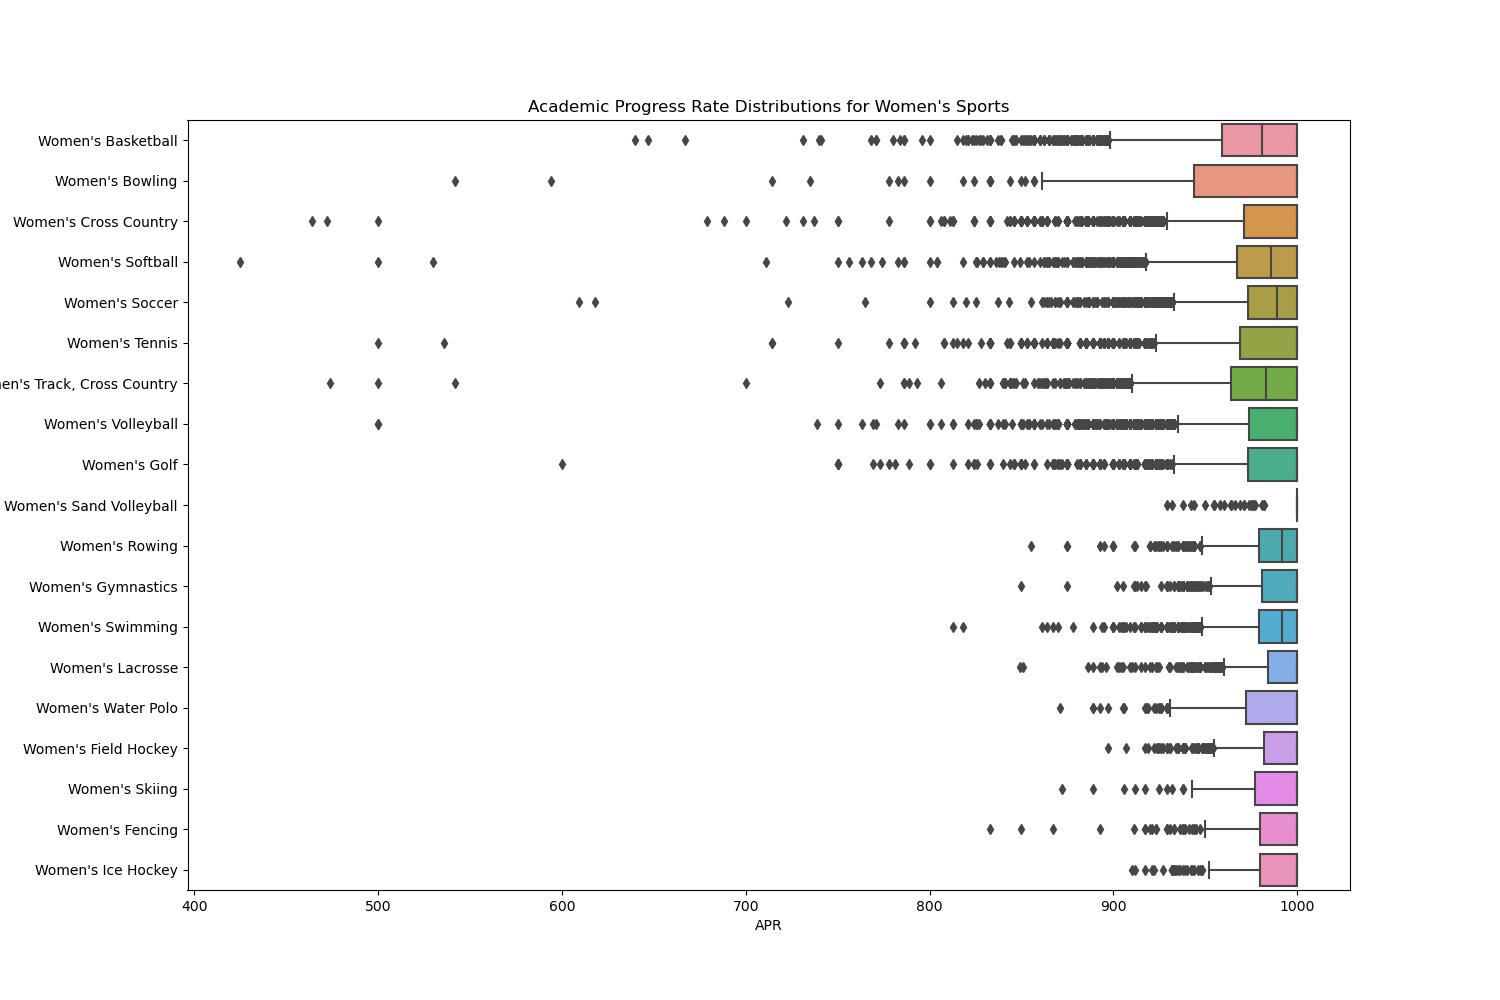 Academic Progress Rate Distributions for Women's Sports
Women's Basketball
Women's Bowling
Women's Cross Country
Women's Softball
Women's Soccer
Women's Tennis
Track, Cross Country
Women's Volleyball
Women's Golf
Women's Sand Volleyball
Women's Rowing
Women's Gymnastics
Women's Swimming
Women's Lacrosse
Women's Water Polo
Women's Field Hockey
Women's Skiing
Women's Fencing
Women's Ice Hockey
400 500 600 700 800 900 1000
APR